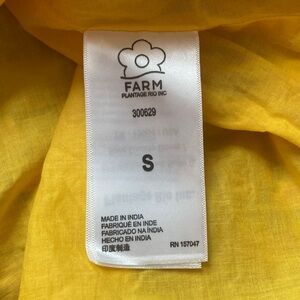 FARM
PLANTAGE RIO INC
300629
S
MADE IN INDIA
FABRIQUÉ EN INDE
FABRICADO NA ÍNDIA
HECHO EN INDIA
印度制造
RN 157047